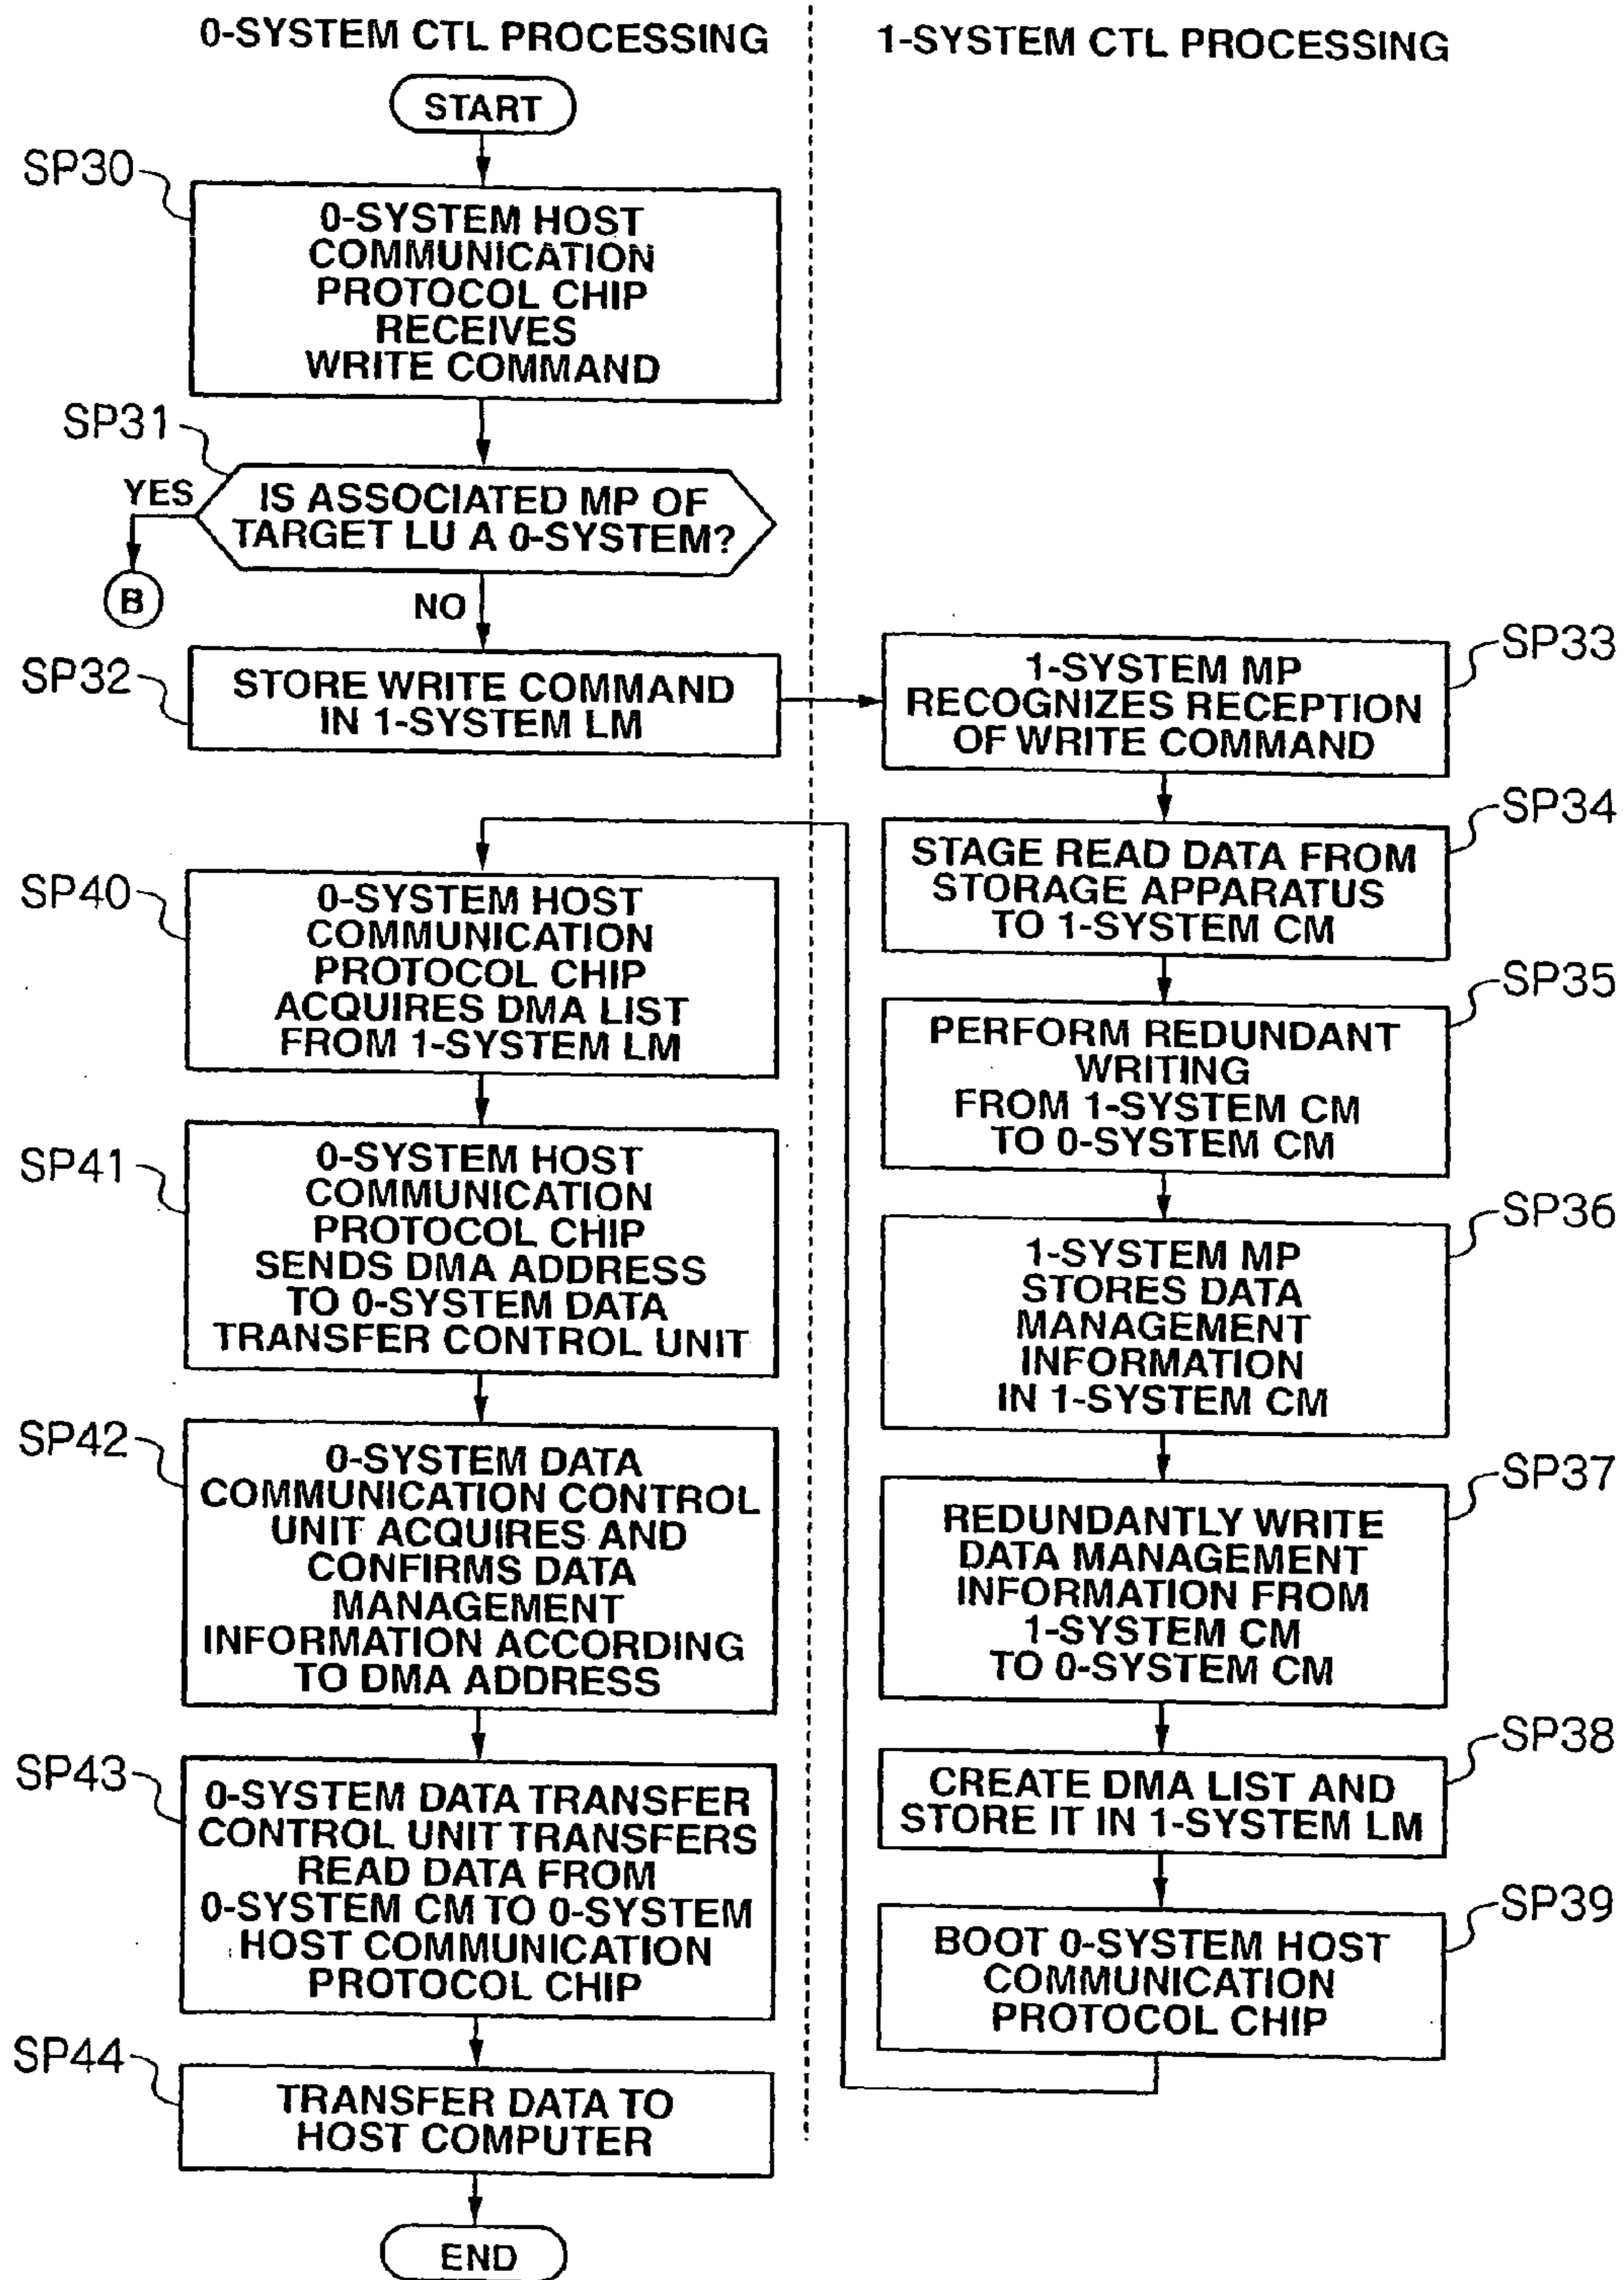 0-SYSTEM CTL PROCESSING
1-SYSTEM CTL PROCESSING
START
SP30
0-SYSTEM HOST
COMMUNICATION
PROTOCOL CHIP
RECEIVES
WRITE COMMAND
SP31
YES
IS ASSOCIATED MP OF
TARGET LU A 0-SYSTEM?
B
NO
SP32
STORE WRITE COMMAND
IN 1-SYSTEM LM
SP33
1-SYSTEM MP
RECOGNIZES RECEPTION
OF WRITE COMMAND
SP34
STAGE READ DATA FROM
STORAGE APPARATUS
TO 1-SYSTEM CM
SP35
PERFORM REDUNDANT
WRITING
FROM 1-SYSTEM CM
TO 0-SYSTEM CM
SP36
1-SYSTEM MP
STORES DATA
MANAGEMENT
INFORMATION
IN 1-SYSTEM CM
SP37
REDUNDANTLY WRITE
DATA MANAGEMENT
INFORMATION FROM
1-SYSTEM CM
TO 0-SYSTEM CM
SP38
CREATE DMA LIST AND
STORE IT IN 1-SYSTEM LM
SP39
BOOT 0-SYSTEM HOST
COMMUNICATION
PROTOCOL CHIP
SP40
0-SYSTEM HOST
COMMUNICATION
PROTOCOL CHIP
ACQUIRES DMA LIST
FROM 1-SYSTEM LM
SP41
0-SYSTEM HOST
COMMUNICATION
PROTOCOL CHIP
SENDS DMA ADDRESS
TO 0-SYSTEM DATA
TRANSFER CONTROL UNIT
SP42
0-SYSTEM DATA
COMMUNICATION CONTROL
UNIT ACQUIRES AND
CONFIRMS DATA
MANAGEMENT
INFORMATION ACCORDING
TO DMA ADDRESS
SP43
0-SYSTEM DATA TRANSFER
CONTROL UNIT TRANSFERS
READ DATA FROM
0-SYSTEM CM TO 0-SYSTEM
HOST COMMUNICATION
PROTOCOL CHIP
SP44
TRANSFER DATA TO
HOST COMPUTER
END